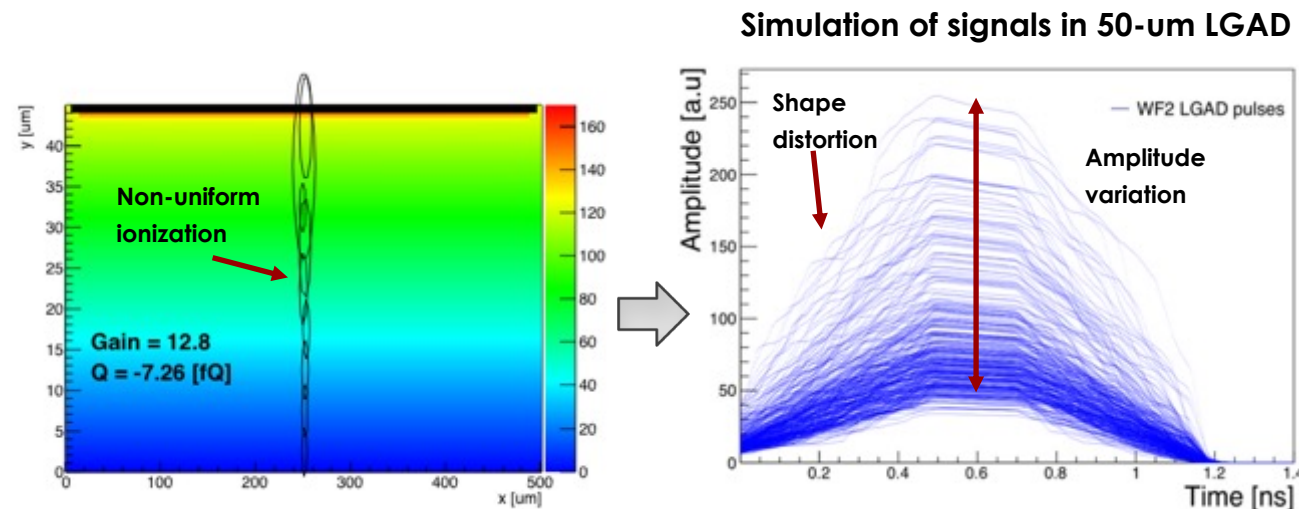 Simulation of signals in 50-um LGAD
y [um]
40
35
30
25
20
15
10
5
0
0
100
200
300
400
500
x [um]
160
140
120
100
80
60
40
20
0
Non-uniform
ionization
Gain = 12.8
Q = -7.26 [fQ]
Amplitude [a.u]
250
200
150
100
50
0
0.2
0.4
0.6
0.8
1
1.2
1.4
Time [ns]
Shape
distortion
WF2 LGAD pulses
Amplitude
variation